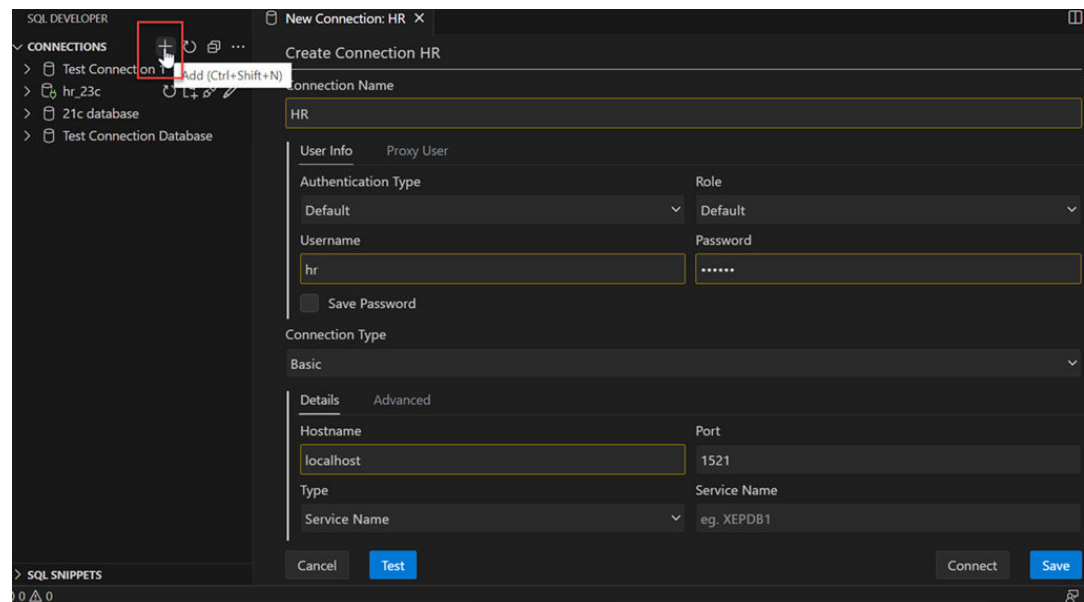 SQL DEVELOPER
New Connection: HR
CONNECTIONS
Add (Ctrl+Shift+N)
Test Connection 1
hr_23c
21c database
Test Connection Database
Create Connection HR
Connection Name
HR
User Info Proxy User
Authentication Type Role
Default Default
Username Password
hr ••••••
Save Password
Connection Type
Basic
Details Advanced
Hostname Port
localhost 1521
Type Service Name
Service Name eg. XEPDB1
Cancel Test Connect Save
SQL SNIPPETS
0 0